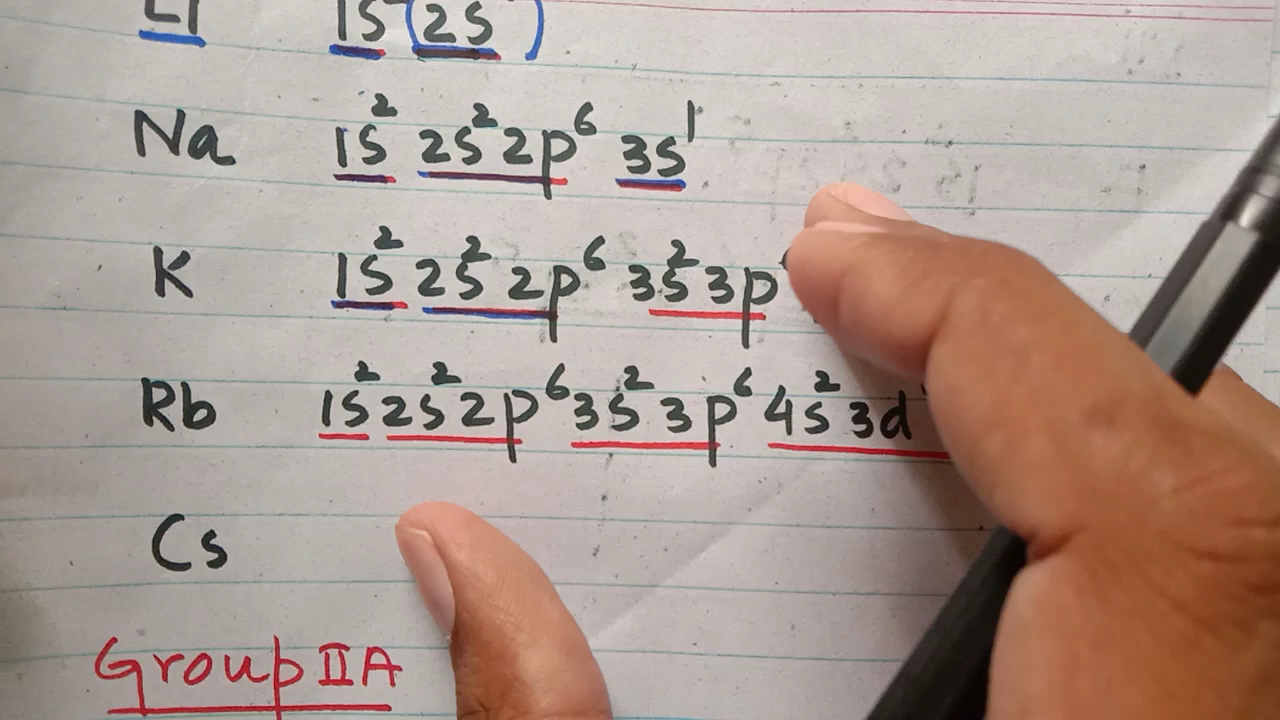 Li 1s 2s
Na 1s² 2s² 2p⁶ 3s¹
K 1s² 2s² 2p⁶ 3s² 3p
Rb 1s² 2s² 2p⁶ 3s² 3p⁶ 4s² 3d
Cs
Group IIA